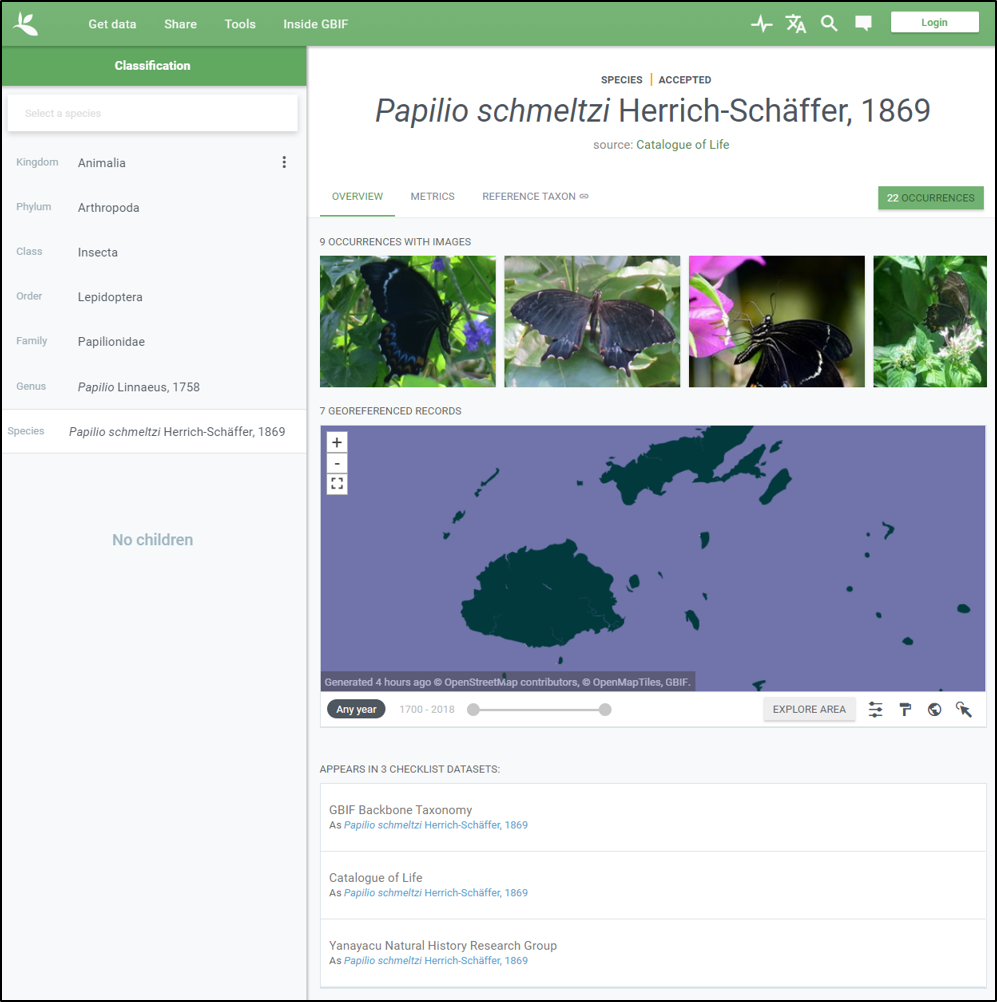 Get data Share Tools Inside GBIF Login
Classification
Select a species
Kingdom Animalia
Phylum Arthropoda
Class Insecta
Order Lepidoptera
Family Papilionidae
Genus Papilio Linnaeus, 1758
Species Papilio schmeltzi Herrich-Schäffer, 1869
No children
SPECIES ACCEPTED
Papilio schmeltzi Herrich-Schäffer, 1869
source: Catalogue of Life
OVERVIEW METRICS REFERENCE TAXON 22 OCCURRENCES
9 OCCURRENCES WITH IMAGES
7 GEOREFERENCED RECORDS
+
-
Generated 4 hours ago © OpenStreetMap contributors, © OpenMapTiles, GBIF.
Any year 1700 - 2018 EXPLORE AREA
APPEARS IN 3 CHECKLIST DATASETS:
GBIF Backbone Taxonomy
As Papilio schmeltzi Herrich-Schäffer, 1869
Catalogue of Life
As Papilio schmeltzi Herrich-Schäffer, 1869
Yanayacu Natural History Research Group
As Papilio schmeltzi Herrich-Schäffer, 1869